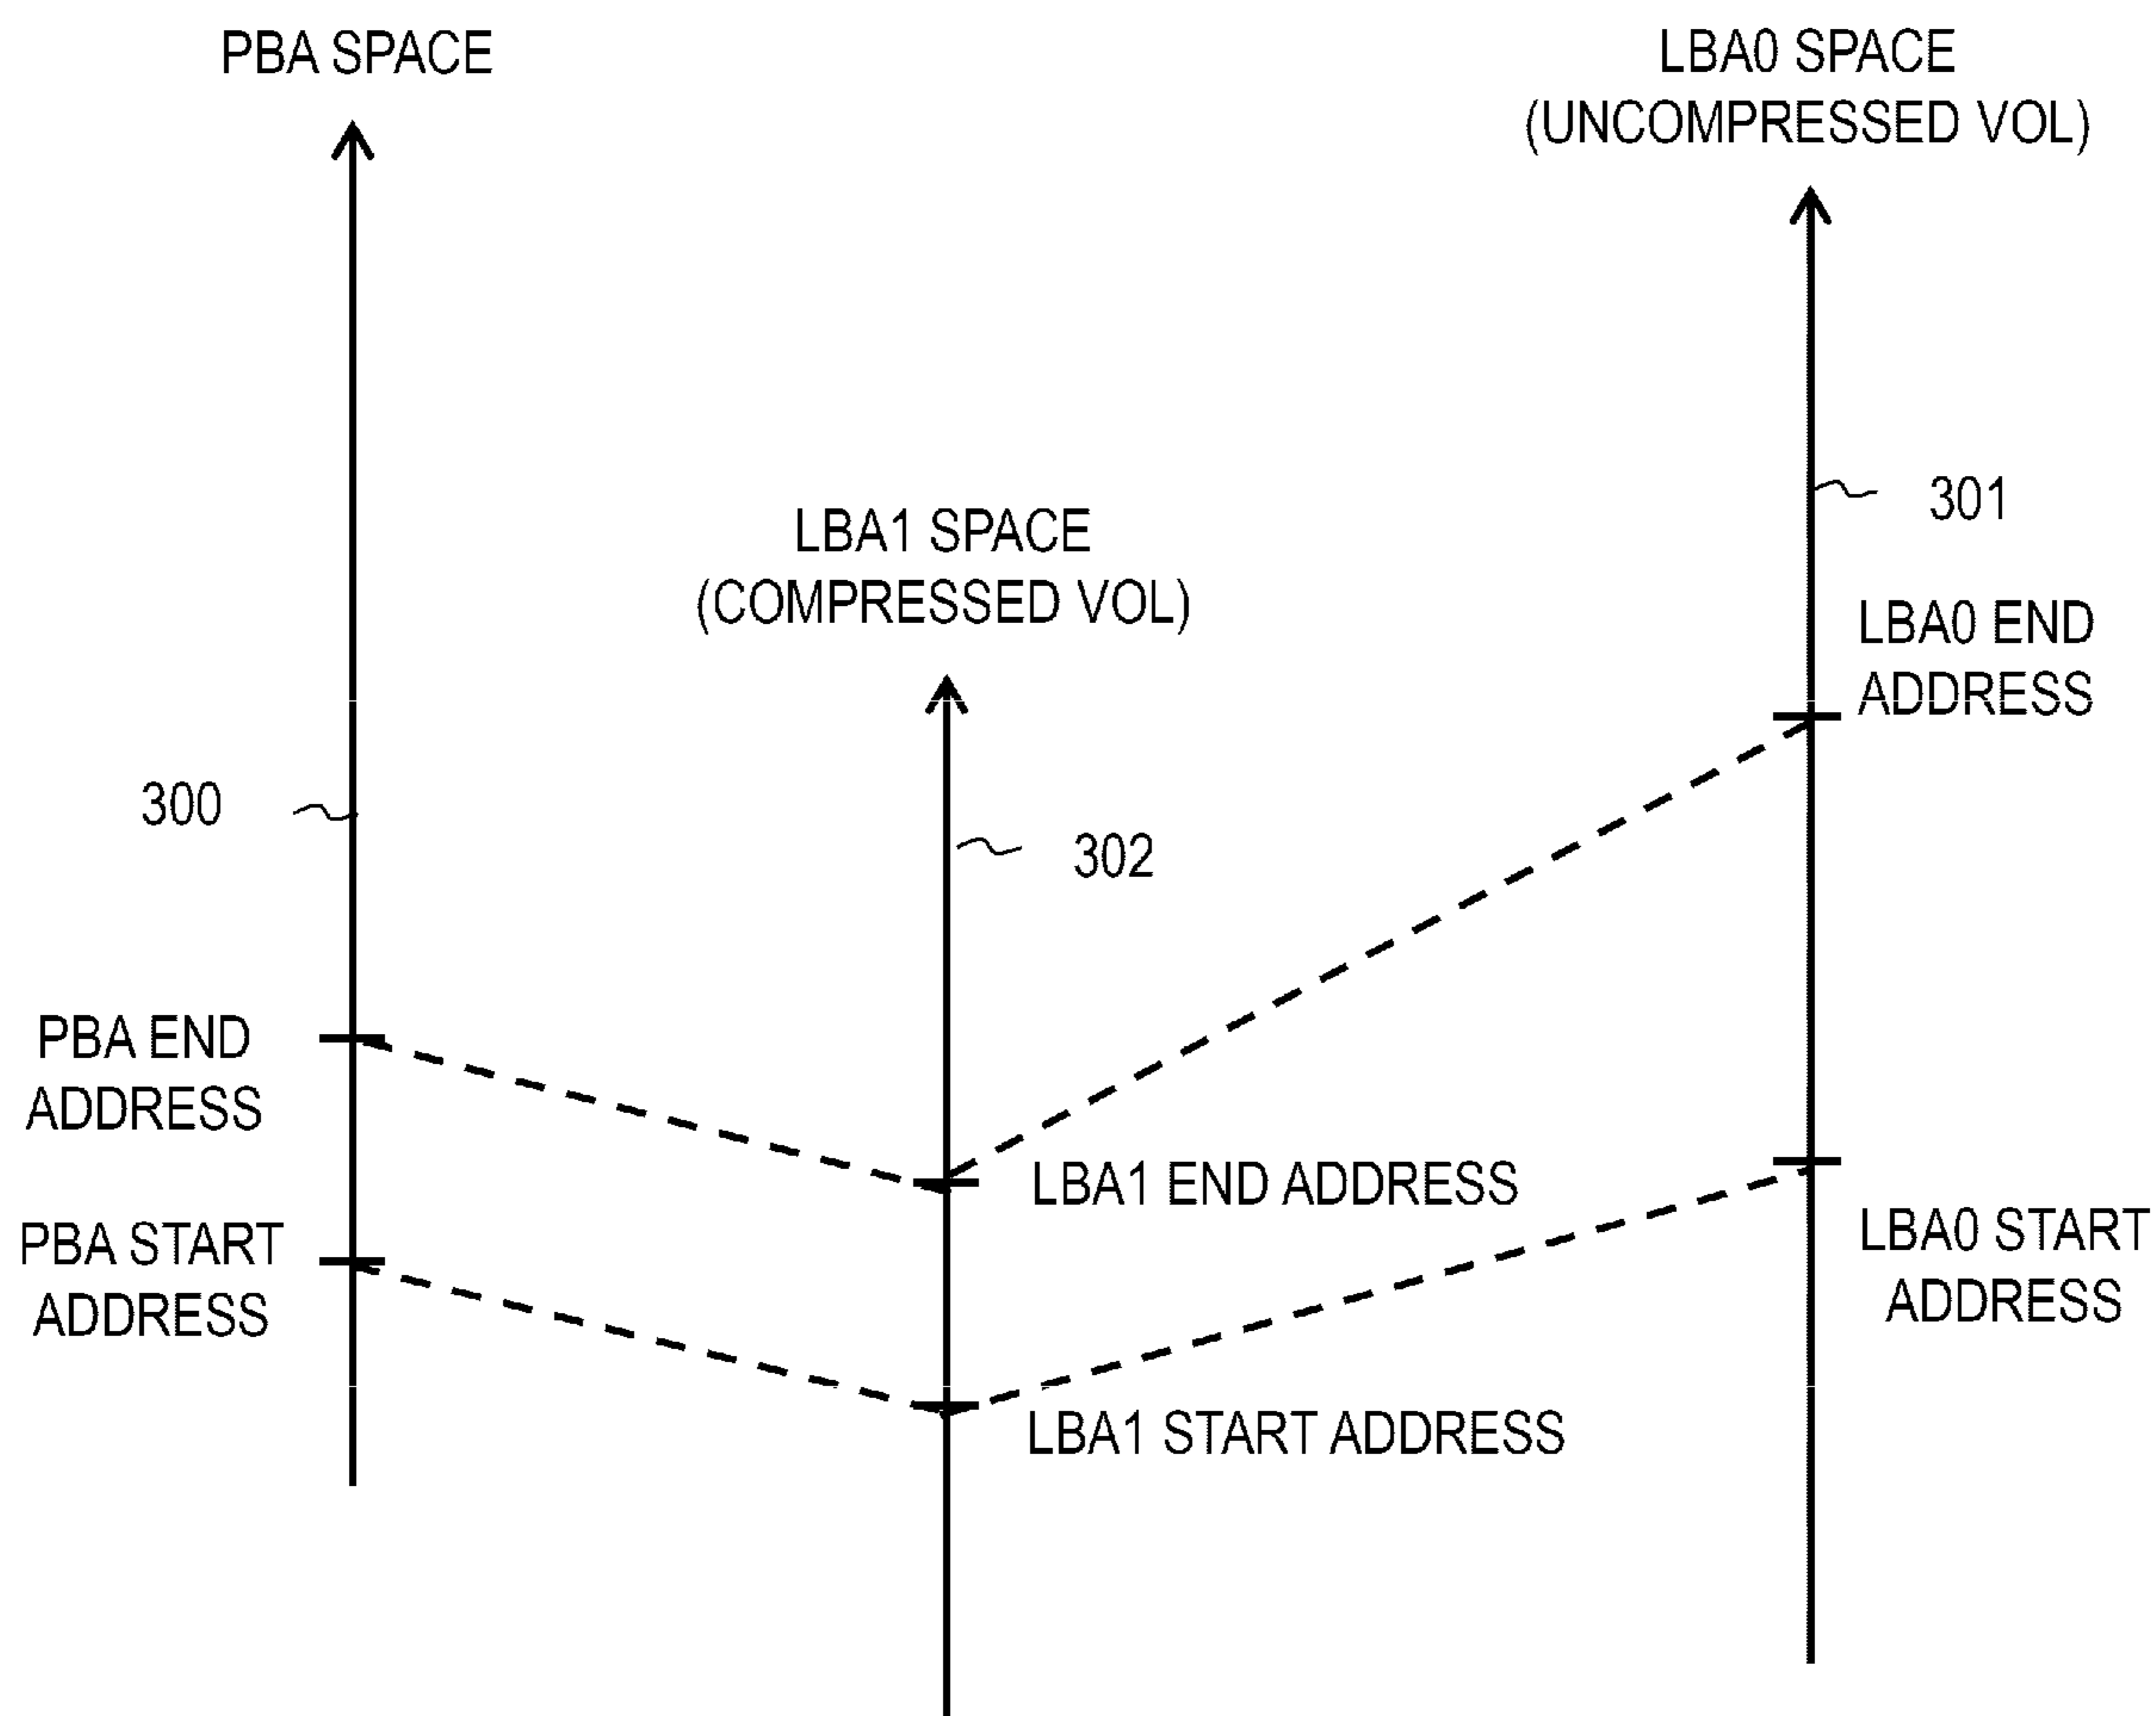 PBA SPACE
LBA0 SPACE
(UNCOMPRESSED VOL)
301
LBA1 SPACE
(COMPRESSED VOL)
LBA0 END
ADDRESS
300
302
PBA END
ADDRESS
LBA1 END ADDRESS
PBA START
ADDRESS
LBA0 START
ADDRESS
LBA1 START ADDRESS